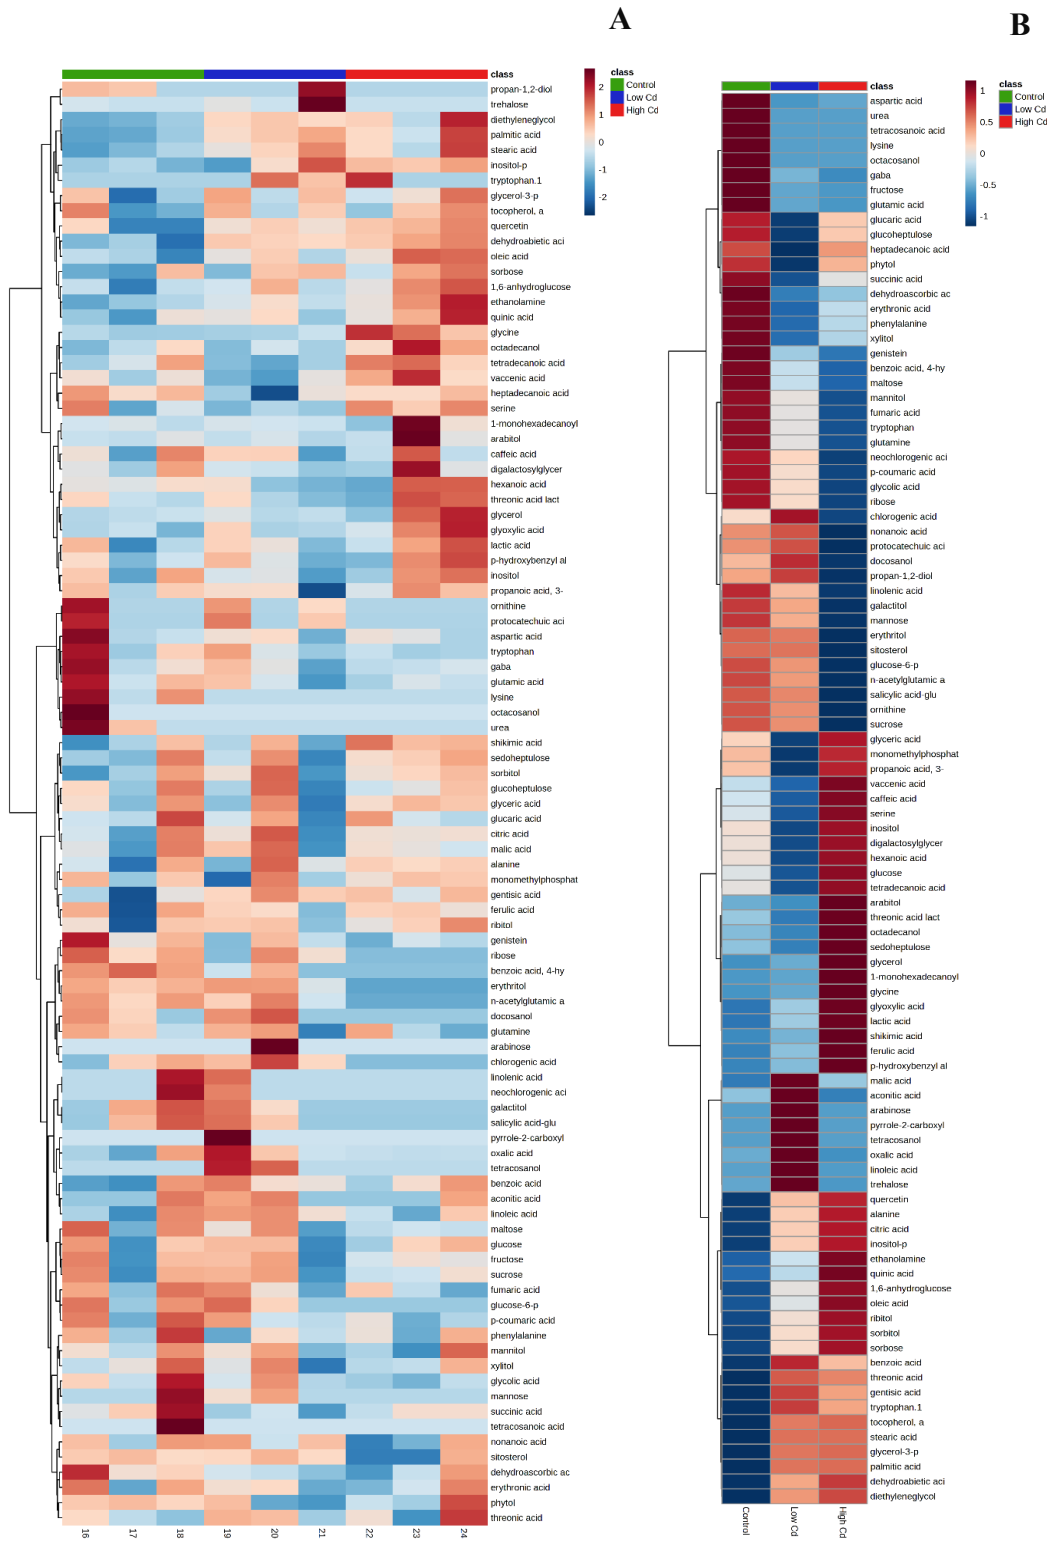 A
B
class
propan-1,2-diol
trehalose
diethyleneglycol
palmitic acid
stearic acid
inositol-p
tryptophan.1
glycerol-3-p
tocopherol, a
quercetin
dehydroabietic aci
oleic acid
sorbose
1,6-anhydroglucose
ethanolamine
quinic acid
glycine
octadecanol
tetradecanoic acid
vaccenic acid
heptadecanoic acid
serine
1-monohexadecanoyl
arabitol
caffeic acid
digalactosylglycer
hexanoic acid
threonic acid lact
glycerol
glyoxylic acid
lactic acid
p-hydroxybenzyl al
inositol
propanoic acid, 3-
ornithine
protocatechuic aci
aspartic acid
tryptophan
gaba
glutamic acid
lysine
octacosanol
urea
shikimic acid
sedoheptulose
sorbitol
glucoheptulose
glyceric acid
glucaric acid
citric acid
malic acid
alanine
monomethylphosphat
gentisic acid
ferulic acid
ribitol
genistein
ribose
benzoic acid, 4-hy
erythritol
n-acetylglutamic a
docosanol
glutamine
arabinose
chlorogenic acid
linolenic acid
neochlorogenic aci
galactitol
salicylic acid-glu
pyrrole-2-carboxyl
oxalic acid
tetracosanol
benzoic acid
aconitic acid
linoleic acid
maltose
glucose
fructose
sucrose
fumaric acid
glucose-6-p
p-coumaric acid
phenylalanine
mannitol
xylitol
glycolic acid
mannose
succinic acid
tetracosanoic acid
nonanoic acid
sitosterol
dehydroascorbic ac
erythronic acid
phytol
threonic acid
16
17
18
19
20
21
22
23
24
2
1
0
-1
-2
class
Control
Low Cd
High Cd
class
aspartic acid
urea
tetracosanoic acid
lysine
octacosanol
gaba
fructose
glutamic acid
glucaric acid
glucoheptulose
heptadecanoic acid
phytol
succinic acid
dehydroascorbic ac
erythronic acid
phenylalanine
xylitol
genistein
benzoic acid, 4-hy
maltose
mannitol
fumaric acid
tryptophan
glutamine
neochlorogenic aci
p-coumaric acid
glycolic acid
ribose
chlorogenic acid
nonanoic acid
protocatechuic aci
docosanol
propan-1,2-diol
linolenic acid
galactitol
mannose
erythritol
sitosterol
glucose-6-p
n-acetylglutamic a
salicylic acid-glu
ornithine
sucrose
glyceric acid
monomethylphosphat
propanoic acid, 3-
vaccenic acid
caffeic acid
serine
inositol
digalactosylglycer
hexanoic acid
glucose
tetradecanoic acid
arabitol
threonic acid lact
octadecanol
sedoheptulose
glycerol
1-monohexadecanoyl
glycine
glyoxylic acid
lactic acid
shikimic acid
ferulic acid
p-hydroxybenzyl al
malic acid
aconitic acid
arabinose
pyrrole-2-carboxyl
tetracosanol
oxalic acid
linoleic acid
trehalose
quercetin
alanine
citric acid
inositol-p
ethanolamine
quinic acid
1,6-anhydroglucose
oleic acid
ribitol
sorbitol
sorbose
benzoic acid
threonic acid
gentisic acid
tryptophan.1
tocopherol, a
stearic acid
glycerol-3-p
palmitic acid
dehydroabietic aci
diethyleneglycol
Control
Low Cd
High Cd
1
0.5
0
-0.5
-1
class
Control
Low Cd
High Cd